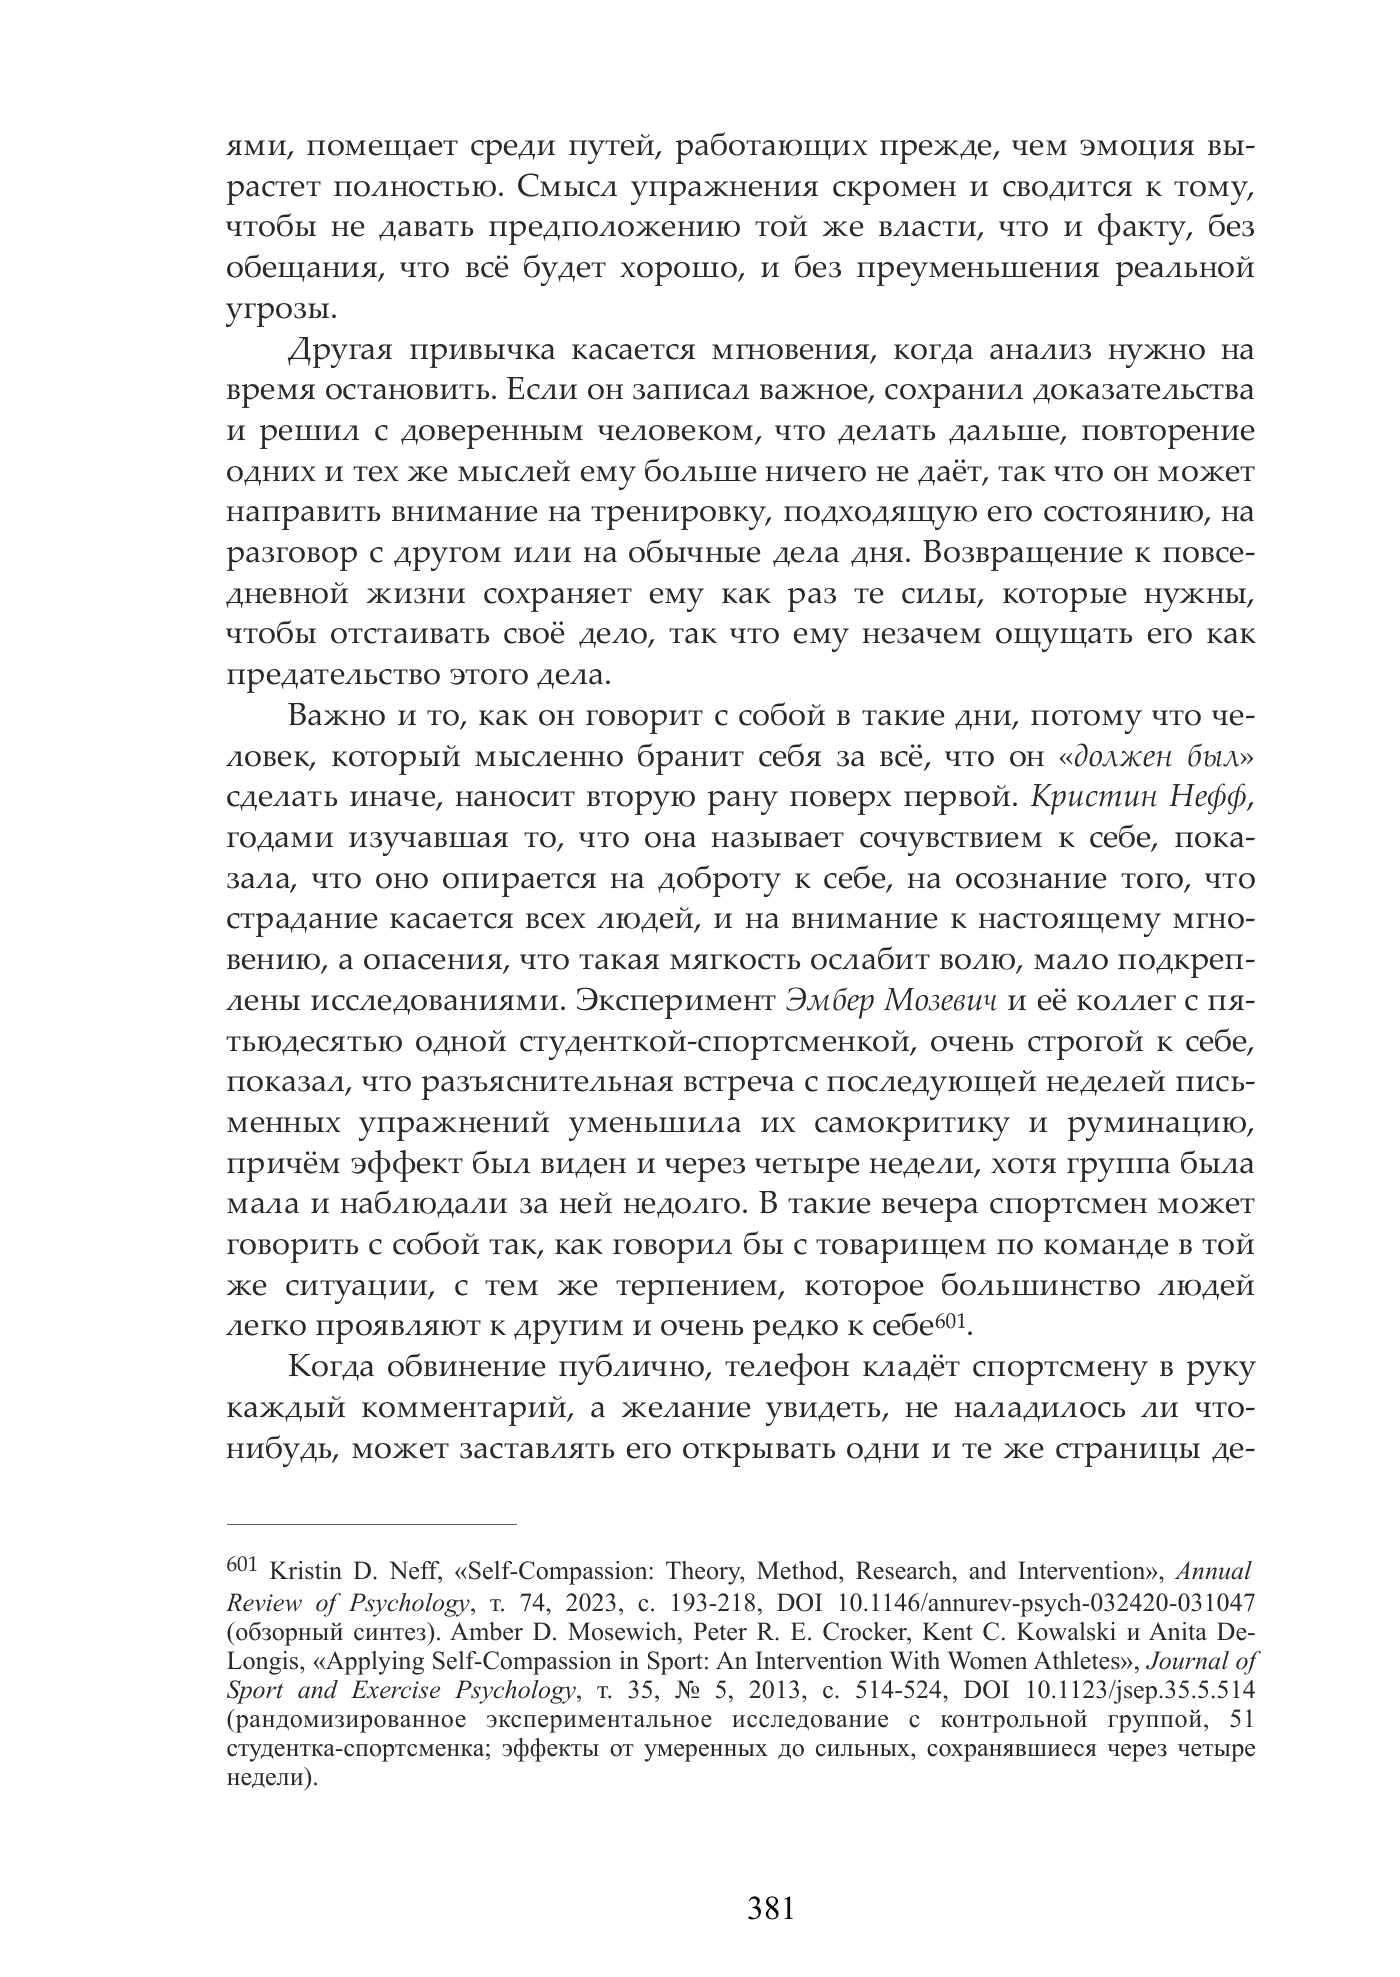 ями, помещает среди путей, работающих прежде, чем эмоция вы-
растет полностью. Смысл упражнения скромен и сводится к тому,
чтобы не давать предположению той же власти, что и факту, без
обещания, что всё будет хорошо, и без преуменьшения реальной
угрозы.
Другая привычка касается мгновения, когда анализ нужно на
время остановить. Если он записал важное, сохранил доказательства
и решил с доверенным человеком, что делать дальше, повторение
одних и тех же мыслей ему больше ничего не даёт, так что он может
направить внимание на тренировку, подходящую его состоянию, на
разговор с другом или на обычные дела дня. Возвращение к повсе-
дневной жизни сохраняет ему как раз те силы, которые нужны,
чтобы отстаивать своё дело, так что ему незачем ощущать его как
предательство этого дела.
Важно и то, как он говорит с собой в такие дни, потому что че-
ловек, который мысленно бранит себя за всё, что он «должен был»
сделать иначе, наносит вторую рану поверх первой. Кристин Нефф,
годами изучавшая то, что она называет сочувствием к себе, пока-
зала, что оно опирается на доброту к себе, на осознание того, что
страдание касается всех людей, и на внимание к настоящему мгно-
вению, а опасения, что такая мягкость ослабит волю, мало подкреп-
лены исследованиями. Эксперимент Эмбер Мозевич и её коллег с пя-
тьюдесятью одной студенткой-спортсменкой, очень строгой к себе,
показал, что разъяснительная встреча с последующей неделей пись-
менных упражнений уменьшила их самокритику и руминацию,
причём эффект был виден и через четыре недели, хотя группа была
мала и наблюдали за ней недолго. В такие вечера спортсмен может
говорить с собой так, как говорил бы с товарищем по команде в той
же ситуации, с тем же терпением, которое большинство людей
легко проявляют к другим и очень редко к себе601.
Когда обвинение публично, телефон кладёт спортсмену в руку
каждый комментарий, а желание увидеть, не наладилось ли что-
нибудь, может заставлять его открывать одни и те же страницы де-
601 Kristin D. Neff, «Self-Compassion: Theory, Method, Research, and Intervention», Annual
Review of Psychology, т. 74, 2023, с. 193-218, DOI 10.1146/annurev-psych-032420-031047
(обзорный синтез). Amber D. Mosewich, Peter R. E. Crocker, Kent C. Kowalski и Anita De-
Longis, «Applying Self-Compassion in Sport: An Intervention With Women Athletes», Journal of
Sport and Exercise Psychology, т. 35, № 5, 2013, с. 514-524, DOI 10.1123/jsep.35.5.514
(рандомизированное экспериментальное исследование с контрольной группой, 51
студентка-спортсменка; эффекты от умеренных до сильных, сохранявшиеся через четыре
недели).
381